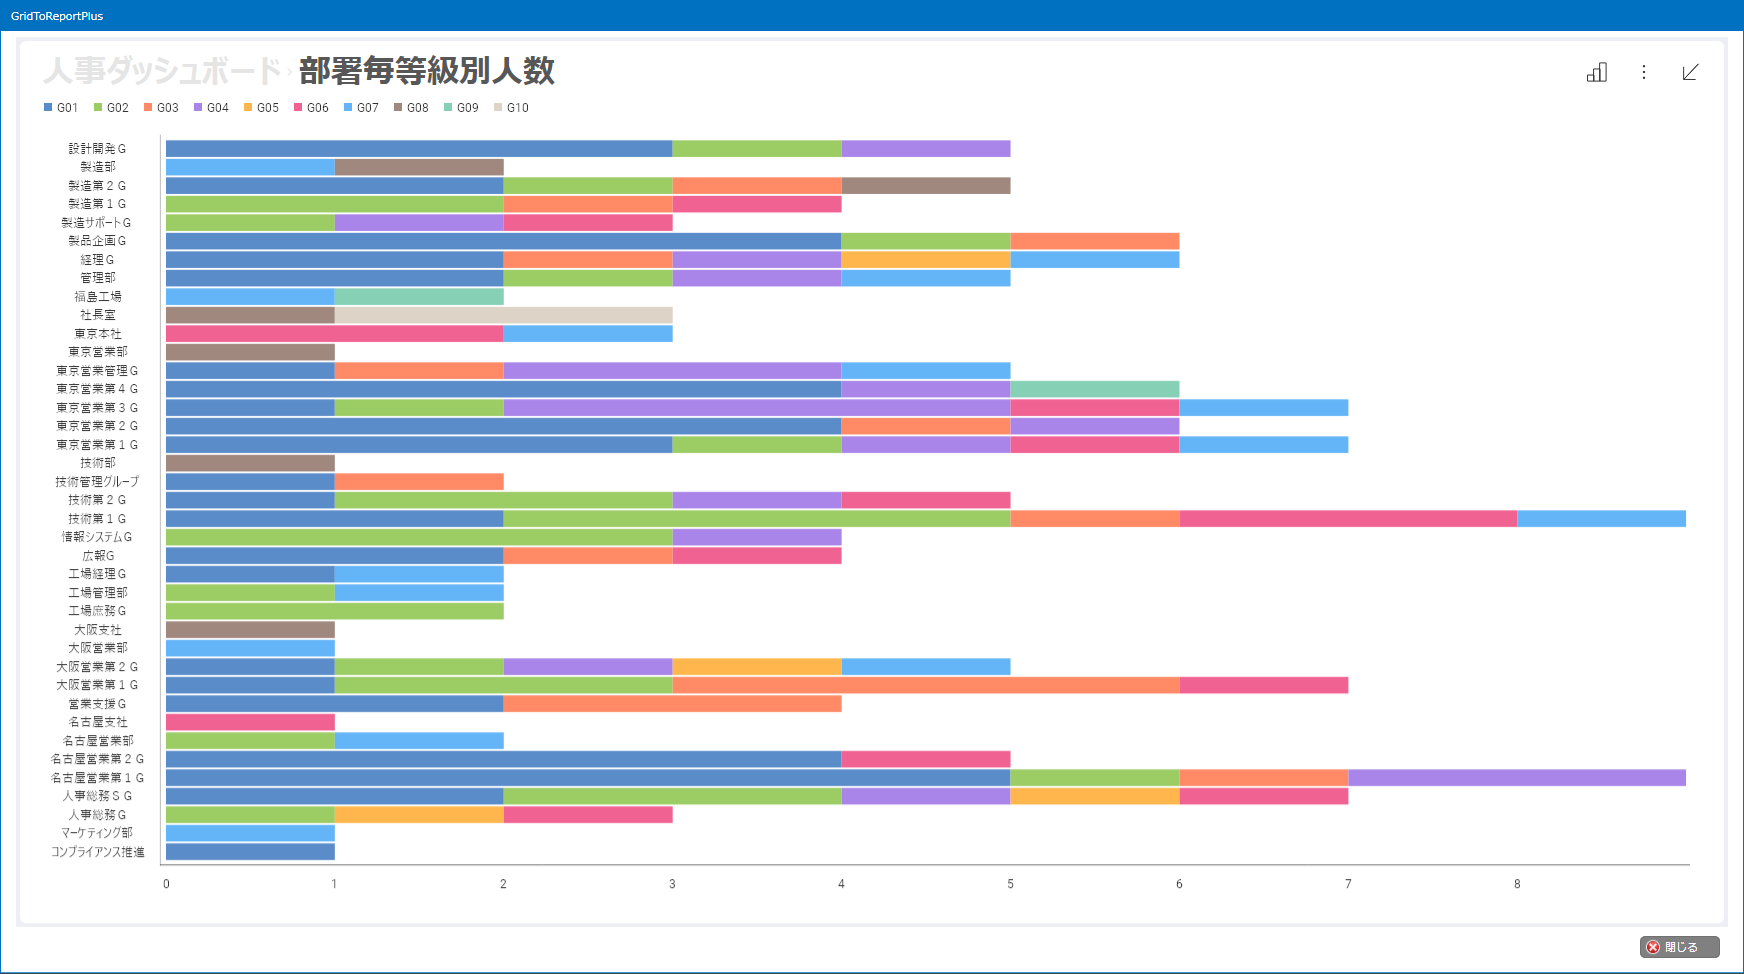 GridToReportPlus
人事ダッシュボード › 部署毎等級別人数
G01 G02 G03 G04 G05 G06 G07 G08 G09 G10
設計開発Ｇ
製造部
製造第２Ｇ
製造第１Ｇ
製造サポートＧ
製品企画Ｇ
経理Ｇ
管理部
福島工場
社長室
東京本社
東京営業部
東京営業管理Ｇ
東京営業第４Ｇ
東京営業第３Ｇ
東京営業第２Ｇ
東京営業第１Ｇ
技術部
技術管理グループ
技術第２Ｇ
技術第１Ｇ
情報システムＧ
広報G
工場経理Ｇ
工場管理部
工場庶務Ｇ
大阪支社
大阪営業部
大阪営業第２Ｇ
大阪営業第１Ｇ
営業支援Ｇ
名古屋支社
名古屋営業部
名古屋営業第２Ｇ
名古屋営業第１Ｇ
人事総務ＳＧ
人事総務Ｇ
マーケティング部
コンプライアンス推進
0 1 2 3 4 5 6 7 8
閉じる